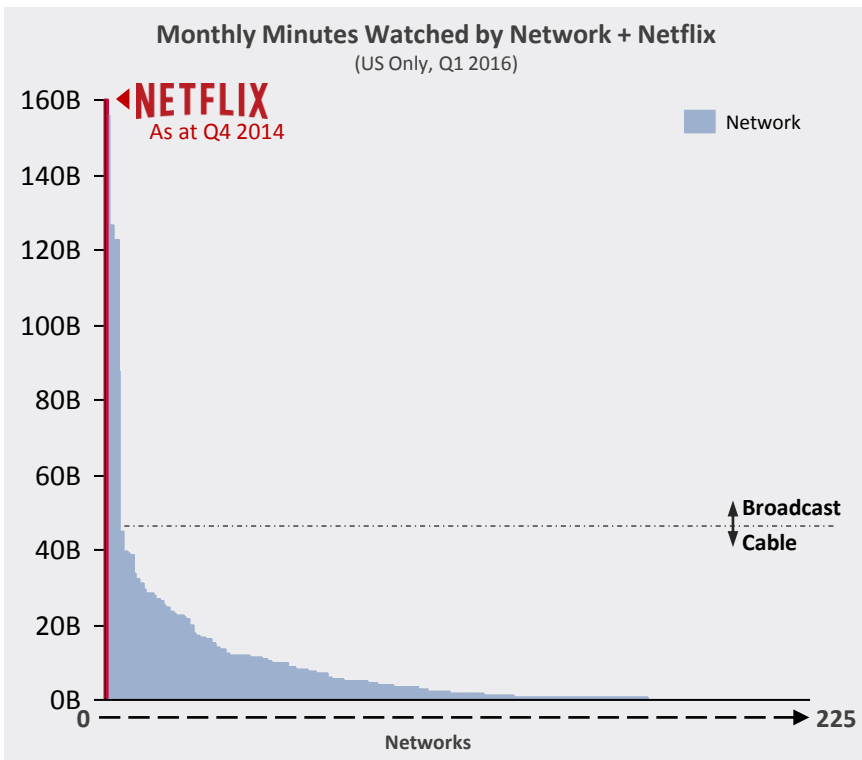 Monthly Minutes Watched by Network + Netflix
(US Only, Q1 2016)
NETFLIX
As at Q4 2014
Network
160B
140B
120B
100B
80B
60B
40B
20B
0B
Broadcast
Cable
0
225
Networks